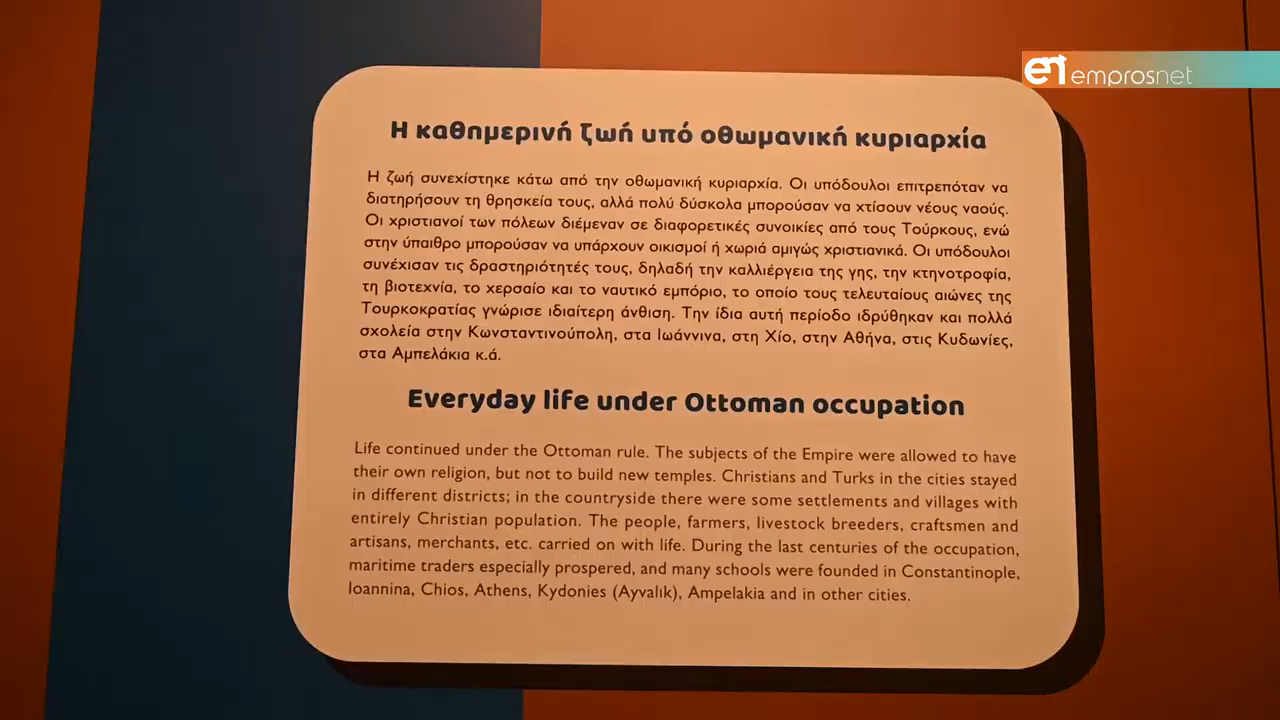 en emprosnet
Η καθημερινή ζωή υπό οθωμανική κυριαρχία
Η ζωή συνεχίστηκε κάτω από την οθωμανική κυριαρχία. Οι υπόδουλοι επιτρεπόταν να
διατηρήσουν τη θρησκεία τους, αλλά πολύ δύσκολα μπορούσαν να χτίσουν νέους ναούς.
Οι χριστιανοί των πόλεων διέμεναν σε διαφορετικές συνοικίες από τους Τούρκους, ενώ
στην ύπαιθρο μπορούσαν να υπάρχουν οικισμοί ή χωριά αμιγώς χριστιανικά. Οι υπόδουλοι
συνέχισαν τις δραστηριότητές τους, δηλαδή την καλλιέργεια της γης, την κτηνοτροφία,
τη βιοτεχνία, το χερσαίο και το ναυτικό εμπόριο, το οποίο τους τελευταίους αιώνες της
Τουρκοκρατίας γνώρισε ιδιαίτερη άνθιση. Την ίδια αυτή περίοδο ιδρύθηκαν και πολλά
σχολεία στην Κωνσταντινούπολη, στα Ιωάννινα, στη Χίο, στην Αθήνα, στις Κυδωνίες,
στα Αμπελάκια κ.ά.
Everyday life under Ottoman occupation
Life continued under the Ottoman rule. The subjects of the Empire were allowed to have
their own religion, but not to build new temples. Christians and Turks in the cities stayed
in different districts; in the countryside there were some settlements and villages with
entirely Christian population. The people, farmers, livestock breeders, craftsmen and
artisans, merchants, etc. carried on with life. During the last centuries of the occupation,
maritime traders especially prospered, and many schools were founded in Constantinople,
Ioannina, Chios, Athens, Kydonies (Ayvalık), Ampelakia and in other cities.